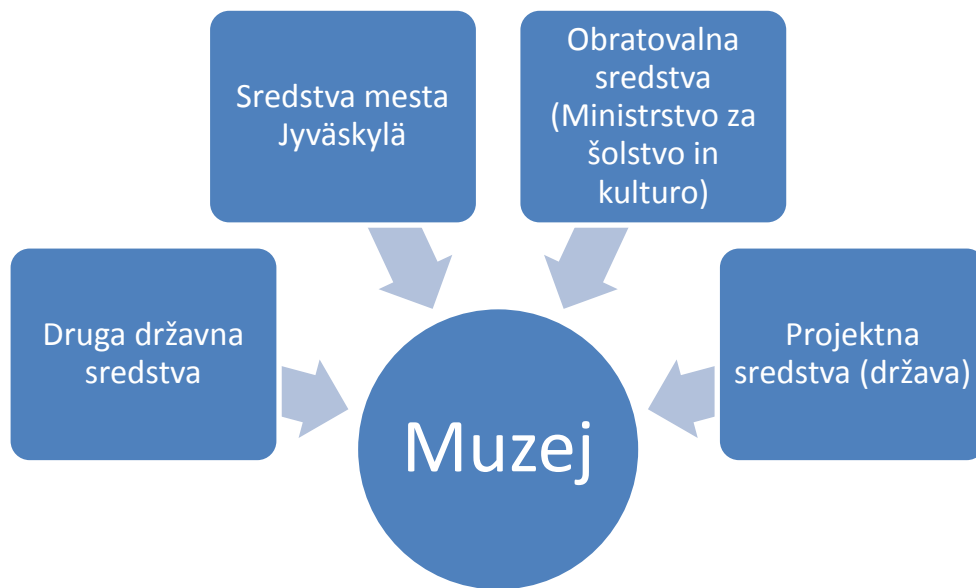 Sredstva mesta
Jyväskylä
Obratovalna
sredstva
(Ministrstvo za
šolstvo in
kulturo)
Druga državna
sredstva
Projektna
sredstva (država)
Muzej